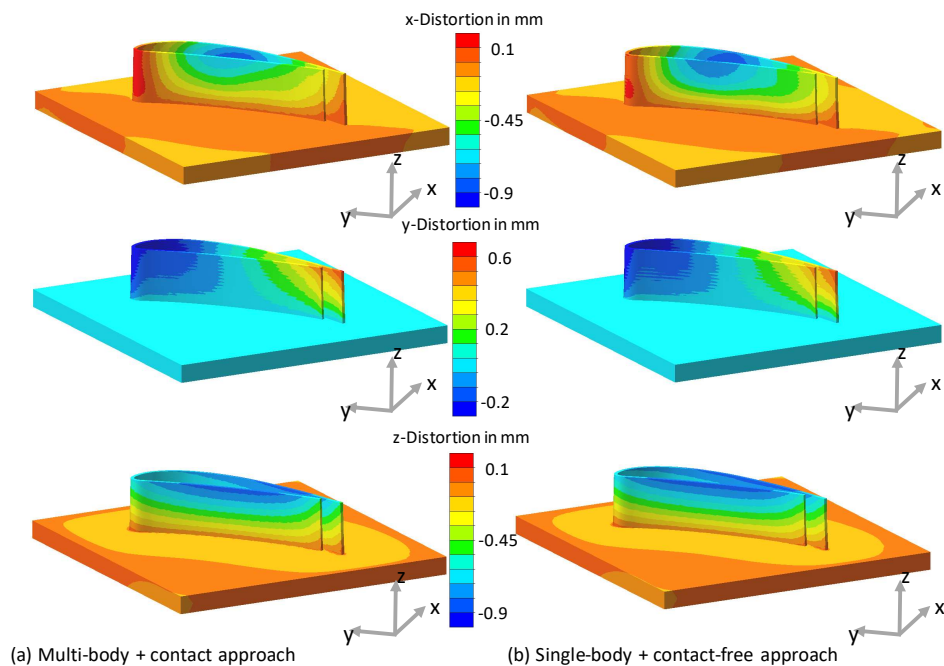 x-Distortion in mm
0.1
-0.45
-0.9
z
x
y
z
x
y
y-Distortion in mm
0.6
0.2
-0.2
z
x
y
z
x
y
z-Distortion in mm
0.1
-0.45
-0.9
z
x
y
z
x
y
(a) Multi-body + contact approach
(b) Single-body + contact-free approach